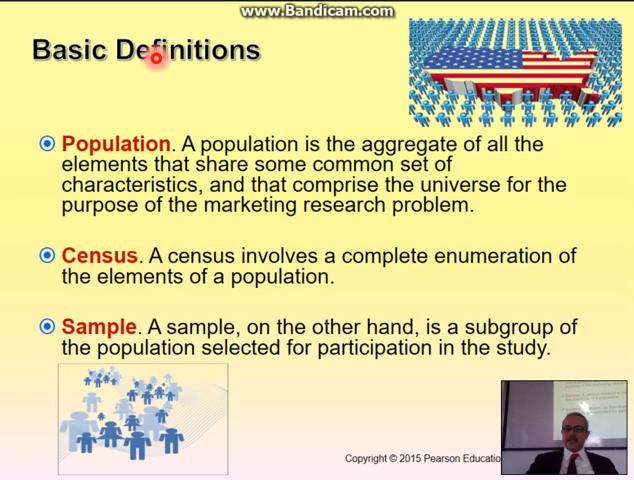 www.Bandicam.com
Basic Definitions
Population. A population is the aggregate of all the
elements that share some common set of
characteristics, and that comprise the universe for the
purpose of the marketing research problem.
Census. A census involves a complete enumeration of
the elements of a population.
Sample. A sample, on the other hand, is a subgroup of
the population selected for participation in the study.
Copyright © 2015 Pearson Educatio